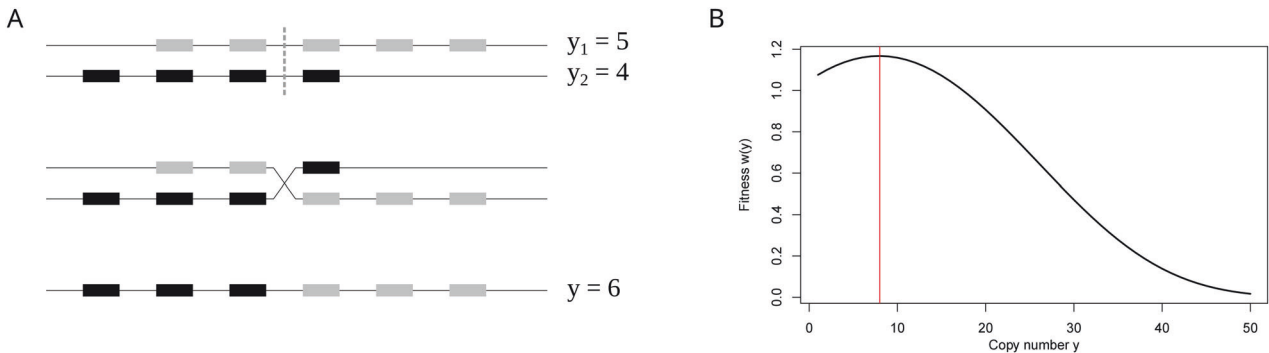 A
y₁ = 5
y₂ = 4
y = 6
B
Fitness w(y)
1.2
1.0
0.8
0.6
0.4
0.2
0.0
0 10 20 30 40 50
Copy number y